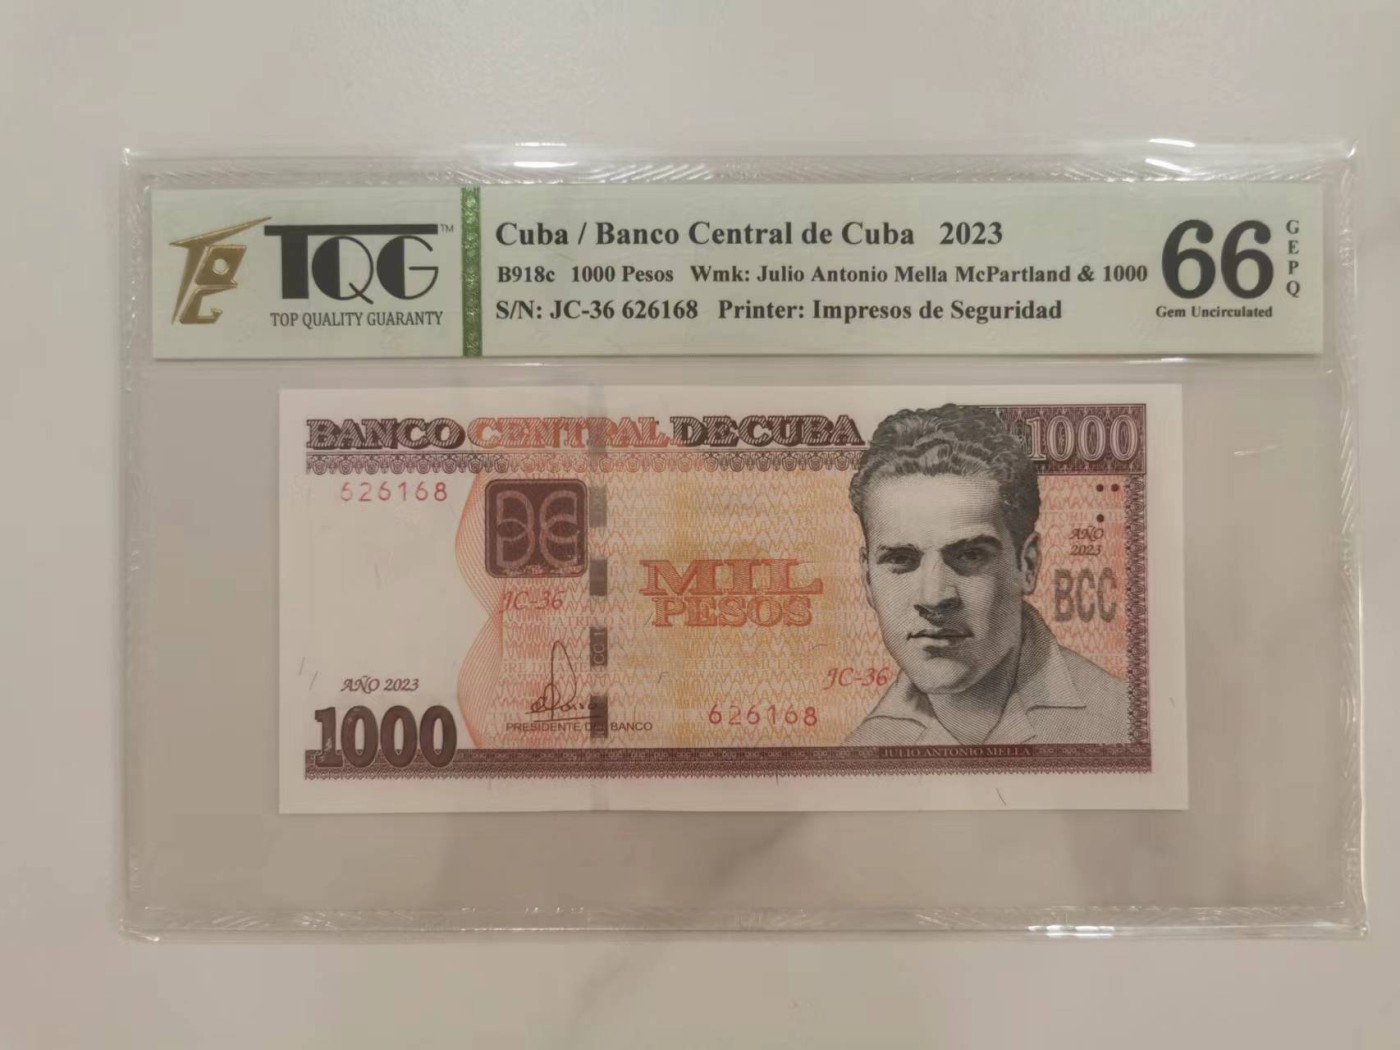 TQG™
TOP QUALITY GUARANTY
Cuba / Banco Central de Cuba 2023
B918c 1000 Pesos Wmk: Julio Antonio Mella McPartland & 1000
S/N: JC-36 626168 Printer: Impresos de Seguridad
66
GEPQ
Gem Uncirculated
BANCO CENTRAL DE CUBA
1000
626168
AÑO
2023
BCC
MIL
PESOS
JC-36
JC-36
AÑO 2023
626168
1000
PRESIDENTE DEL BANCO
JULIO ANTONIO MELLA